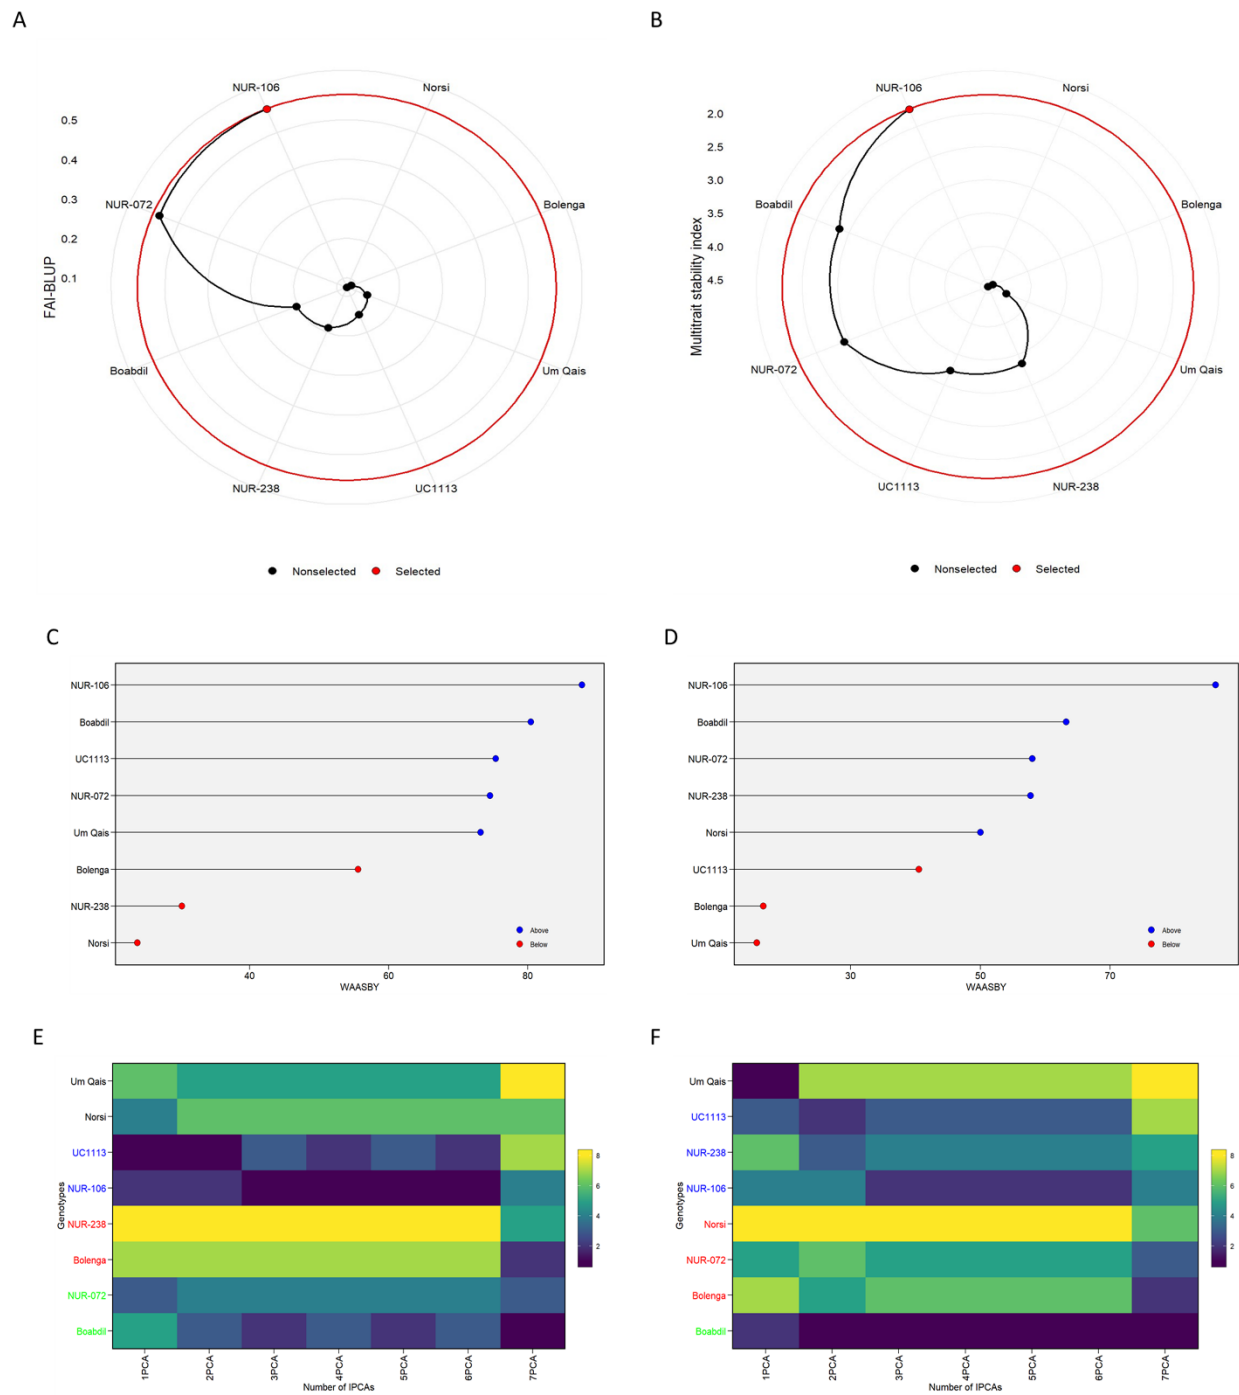 A
NUR-106
Norsi
0.5
0.4
0.3
NUR-072
Bolenga
0.2
0.1
FAI-BLUP
Boabdil
Um Qais
NUR-238
UC1113
Nonselected
Selected
B
NUR-106
Norsi
2.0
2.5
3.0
Boabdil
Bolenga
3.5
4.0
4.5
Multitrait stability index
NUR-072
Um Qais
UC1113
NUR-238
Nonselected
Selected
C
NUR-106
Boabdil
UC1113
NUR-072
Um Qais
Bolenga
NUR-238
Norsi
Above
Below
40 60 80
WAASBY
D
NUR-106
Boabdil
NUR-072
NUR-238
Norsi
UC1113
Bolenga
Um Qais
Above
Below
30 50 70
WAASBY
E
Um Qais
Norsi
UC1113
NUR-106
NUR-238
Bolenga
NUR-072
Boabdil
Genotypes
8
6
4
2
1PCA 2PCA 3PCA 4PCA 5PCA 6PCA 7PCA
Number of IPCAs
F
Um Qais
UC1113
NUR-238
NUR-106
Norsi
NUR-072
Bolenga
Boabdil
Genotypes
8
6
4
2
1PCA 2PCA 3PCA 4PCA 5PCA 6PCA 7PCA
Number of IPCAs